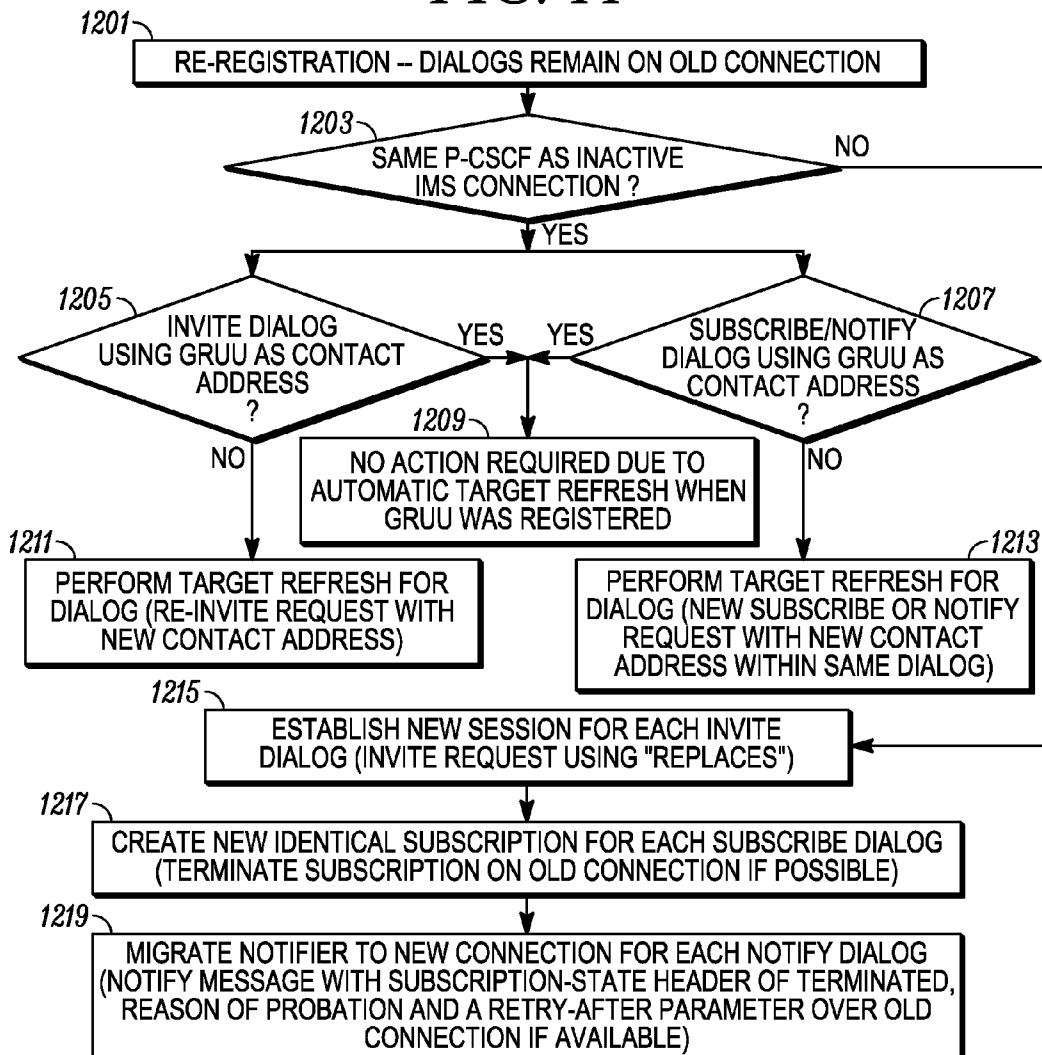 FIG. 11
1201
RE-REGISTRATION -- DIALOGS REMAIN ON OLD CONNECTION
1203
SAME P-CSCF AS INACTIVE
IMS CONNECTION ?
NO
YES
1205
INVITE DIALOG
USING GRUU AS CONTACT
ADDRESS
?
YES
YES
1207
SUBSCRIBE/NOTIFY
DIALOG USING GRUU AS
CONTACT ADDRESS
?
NO
1209
NO ACTION REQUIRED DUE TO
AUTOMATIC TARGET REFRESH WHEN
GRUU WAS REGISTERED
NO
1211
PERFORM TARGET REFRESH FOR
DIALOG (RE-INVITE REQUEST WITH
NEW CONTACT ADDRESS)
1213
PERFORM TARGET REFRESH FOR
DIALOG (NEW SUBSCRIBE OR NOTIFY
REQUEST WITH NEW CONTACT
ADDRESS WITHIN SAME DIALOG)
1215
ESTABLISH NEW SESSION FOR EACH INVITE
DIALOG (INVITE REQUEST USING "REPLACES")
1217
CREATE NEW IDENTICAL SUBSCRIPTION FOR EACH SUBSCRIBE DIALOG
(TERMINATE SUBSCRIPTION ON OLD CONNECTION IF POSSIBLE)
1219
MIGRATE NOTIFIER TO NEW CONNECTION FOR EACH NOTIFY DIALOG
(NOTIFY MESSAGE WITH SUBSCRIPTION-STATE HEADER OF TERMINATED,
REASON OF PROBATION AND A RETRY-AFTER PARAMETER OVER OLD
CONNECTION IF AVAILABLE)